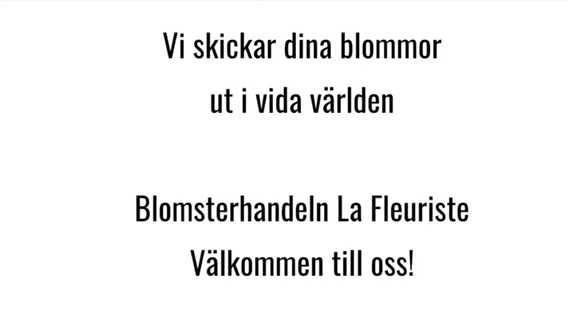 Vi skickar dina blommor
ut i vida världen
Blomsterhandeln La Fleuriste
Välkommen till oss!